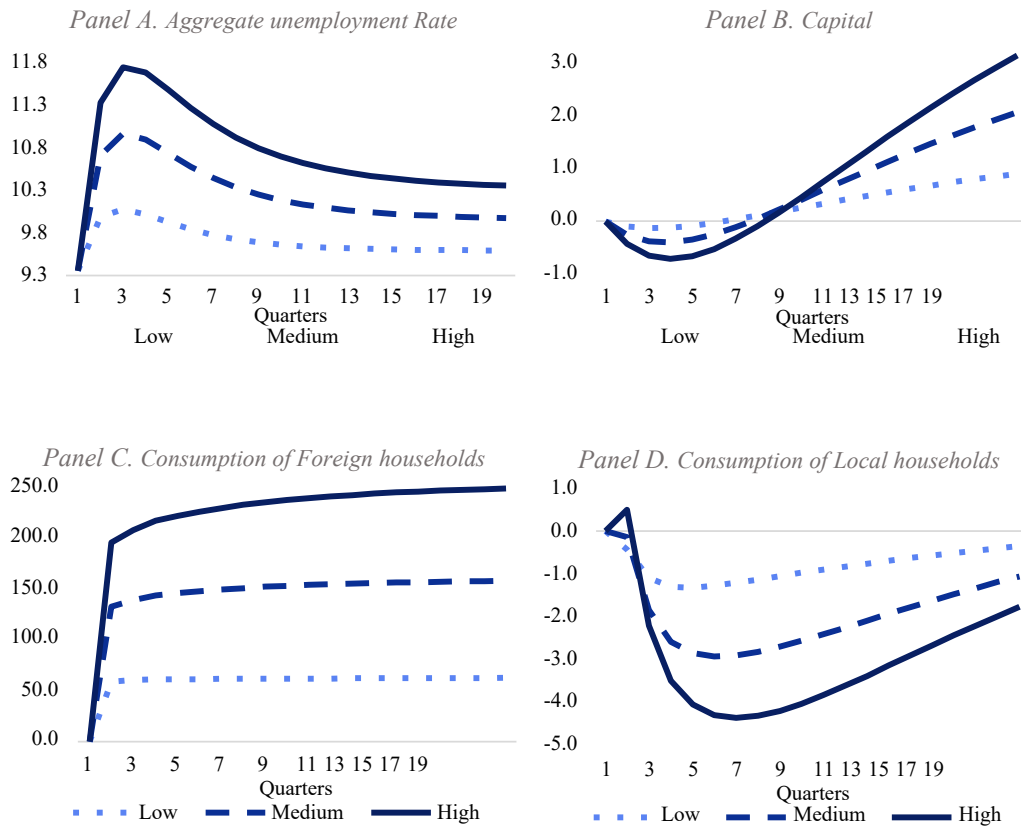 Panel A. Aggregate unemployment Rate
11.8
11.3
10.8
10.3
9.8
9.3
1 3 5 7 9 11 13 15 17 19
Quarters
Low Medium High
Panel B. Capital
3.0
2.0
1.0
0.0
-1.0
1 3 5 7 9 11 13 15 17 19
Quarters
Low Medium High
Panel C. Consumption of Foreign households
250.0
200.0
150.0
100.0
50.0
0.0
1 3 5 7 9 11 13 15 17 19
Quarters
Low Medium High
Panel D. Consumption of Local households
1.0
0.0
-1.0
-2.0
-3.0
-4.0
-5.0
1 3 5 7 9 11 13 15 17 19
Quarters
Low Medium High